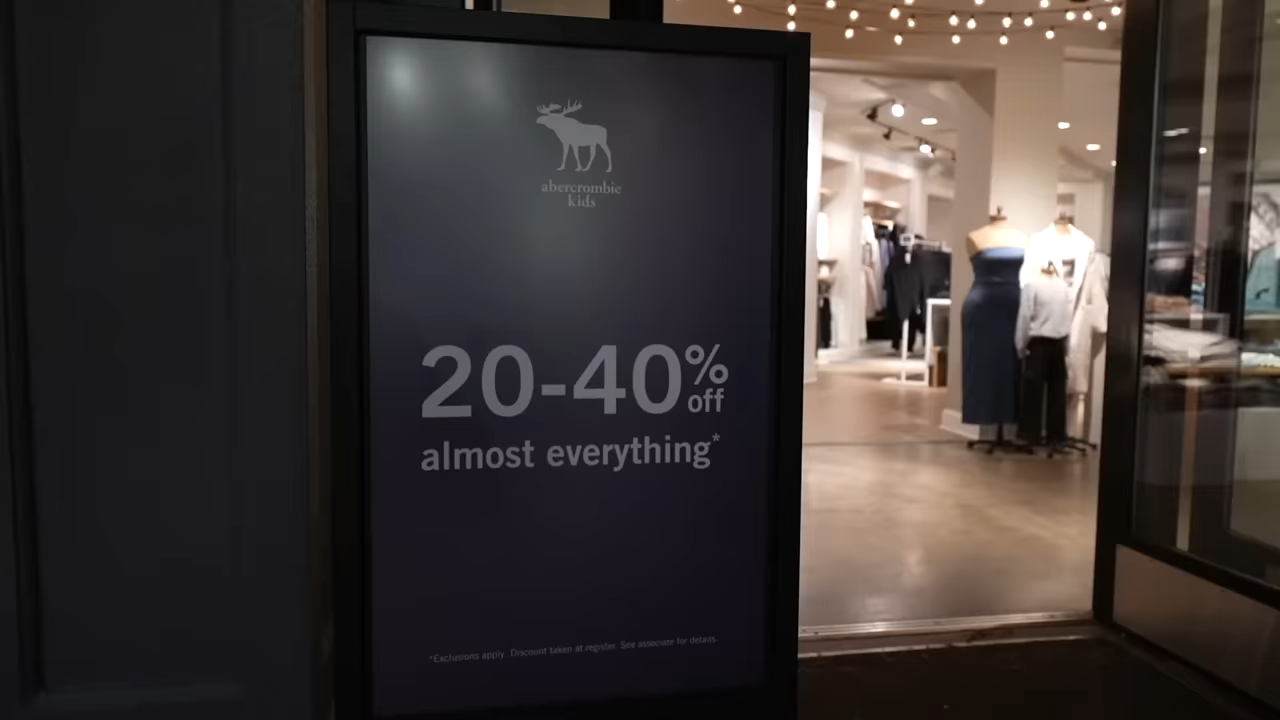 abercrombie
kids
20-40%
off
almost everything*
*Exclusions apply. Discount taken at register. See associate for details.